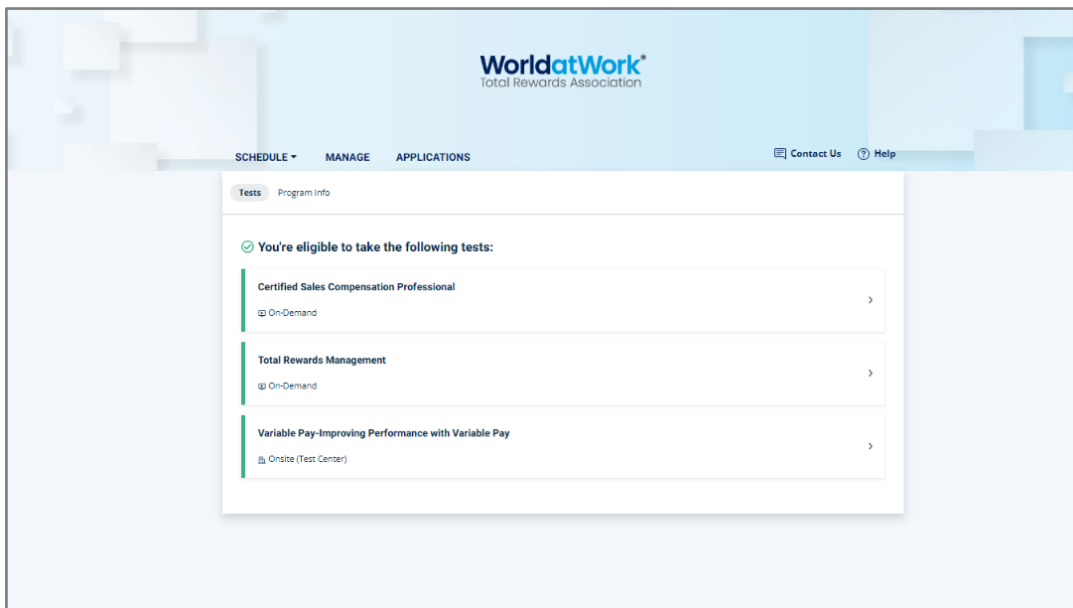 WorldatWork®
Total Rewards Association
SCHEDULE MANAGE APPLICATIONS Contact Us Help
Tests Program Info
You're eligible to take the following tests:
Certified Sales Compensation Professional
On-Demand
Total Rewards Management
On-Demand
Variable Pay-Improving Performance with Variable Pay
Onsite (Test Center)